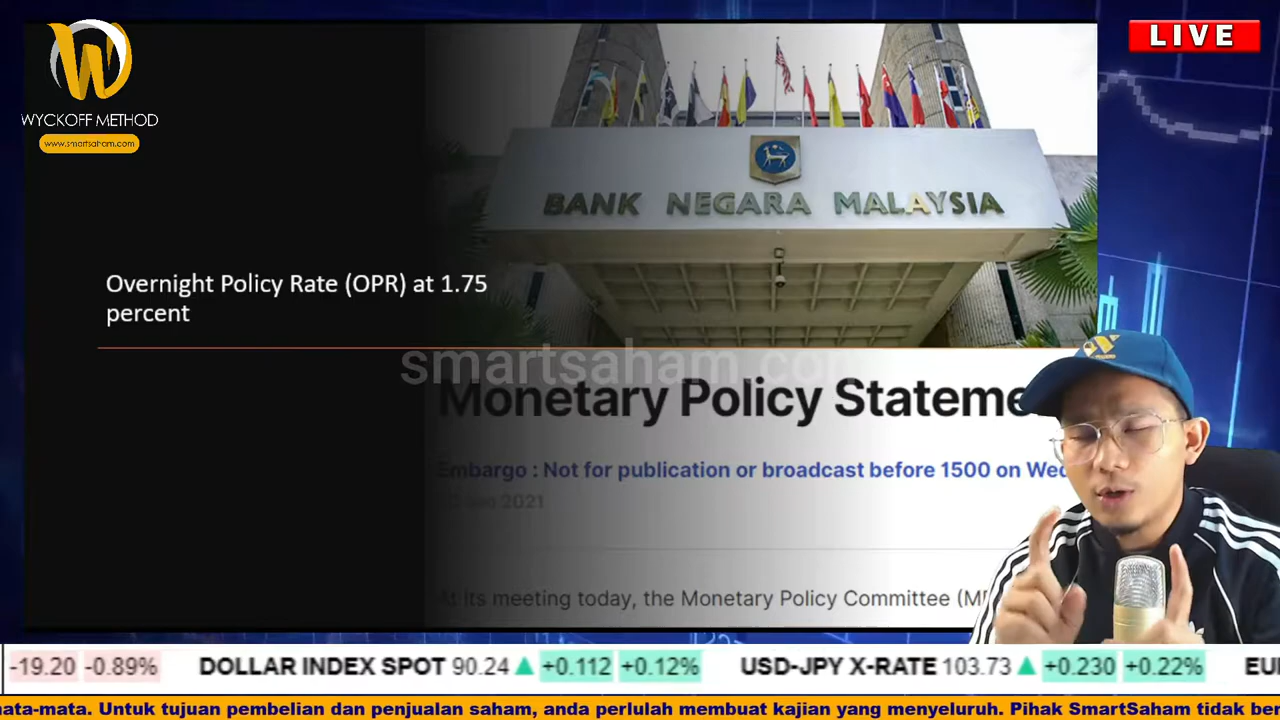 WYCKOFF METHOD
www.smartsaham.com
LIVE
BANK NEGARA MALAYSIA
Overnight Policy Rate (OPR) at 1.75
percent
smartsaham.com
Monetary Policy Stateme
Embargo : Not for publication or broadcast before 1500 on Wed
2021
At its meeting today, the Monetary Policy Committee (M
-19.20 -0.89% DOLLAR INDEX SPOT 90.24 ▲ +0.112 +0.12% USD-JPY X-RATE 103.73 ▲ +0.230 +0.22% EU
mata-mata. Untuk tujuan pembelian dan penjualan saham, anda perlulah membuat kajian yang menyeluruh. Pihak SmartSaham tidak be